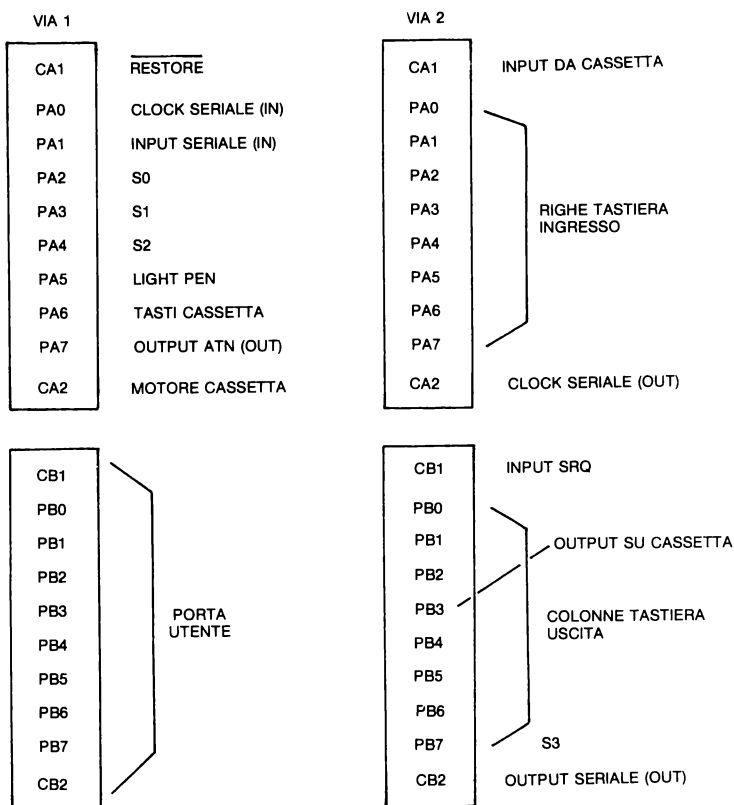 VIA 1
CA1 RESTORE
PA0 CLOCK SERIALE (IN)
PA1 INPUT SERIALE (IN)
PA2 S0
PA3 S1
PA4 S2
PA5 LIGHT PEN
PA6 TASTI CASSETTA
PA7 OUTPUT ATN (OUT)
CA2 MOTORE CASSETTA
CB1
PB0
PB1
PB2
PB3
PB4
PB5
PB6
PB7
CB2
PORTA
UTENTE
VIA 2
CA1 INPUT DA CASSETTA
PA0
PA1
PA2
PA3
PA4
PA5
PA6
PA7
RIGHE TASTIERA
INGRESSO
CA2 CLOCK SERIALE (OUT)
CB1 INPUT SRQ
PB0
PB1
PB2
PB3
PB4
PB5
PB6
OUTPUT SU CASSETTA
COLONNE TASTIERA
USCITA
PB7 S3
CB2 OUTPUT SERIALE (OUT)